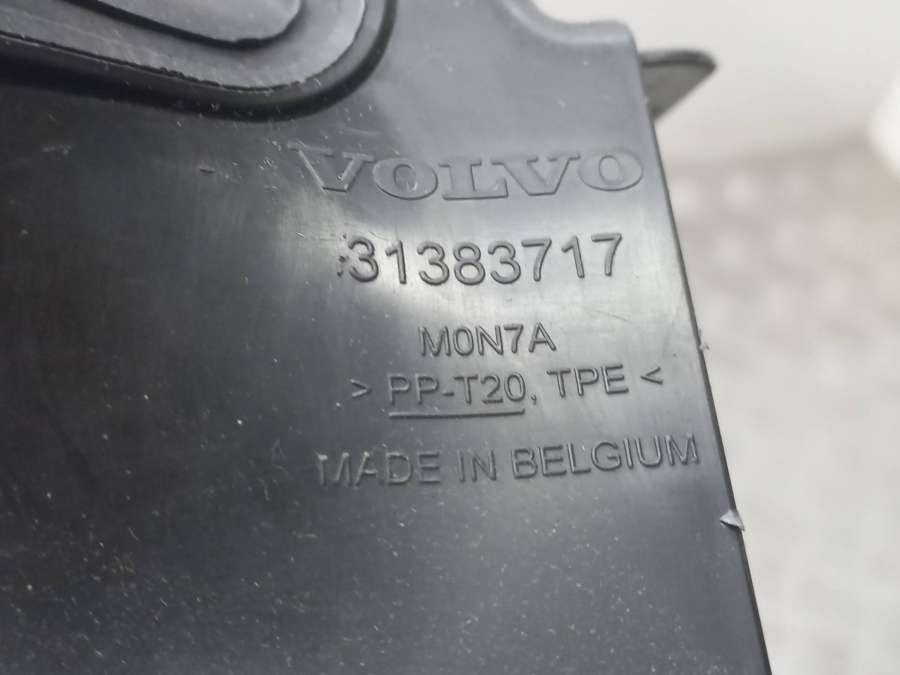 VOLVO
31383717
M0N7A
> PP-T20, TPE <
MADE IN BELGIUM